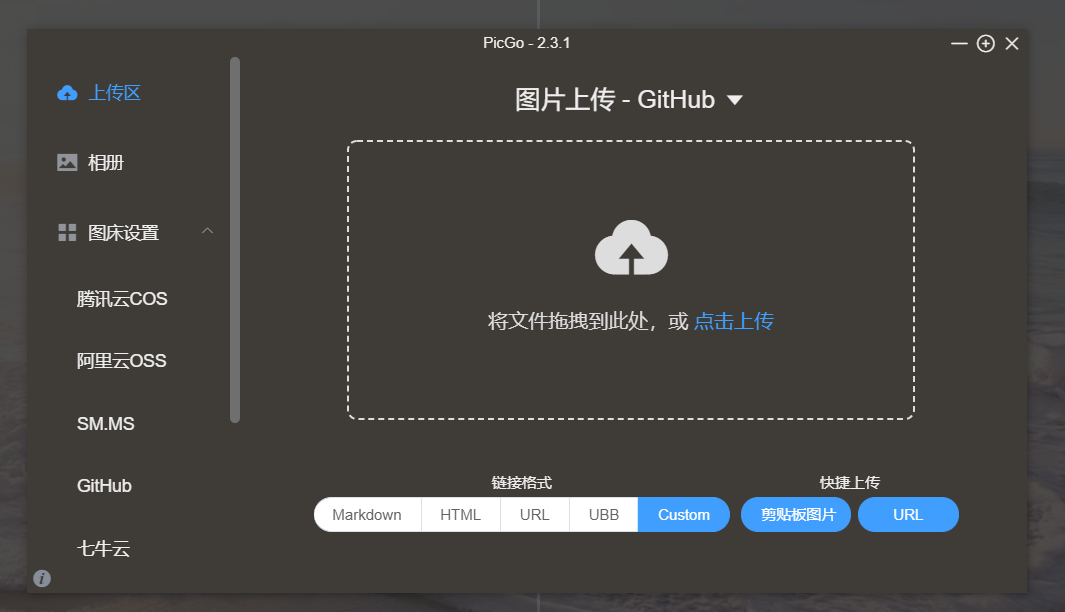 PicGo - 2.3.1
上传区
相册
图床设置
腾讯云COS
阿里云OSS
SM.MS
GitHub
七牛云
图片上传 - GitHub
将文件拖拽到此处，或 点击上传
链接格式
Markdown HTML URL UBB Custom
快捷上传
剪贴板图片 URL